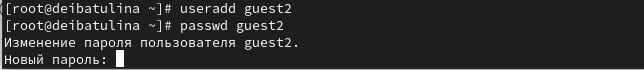 [root@deibatulina ~]# useradd guest2
[root@deibatulina ~]# passwd guest2
Изменение пароля пользователя guest2.
Новый пароль: